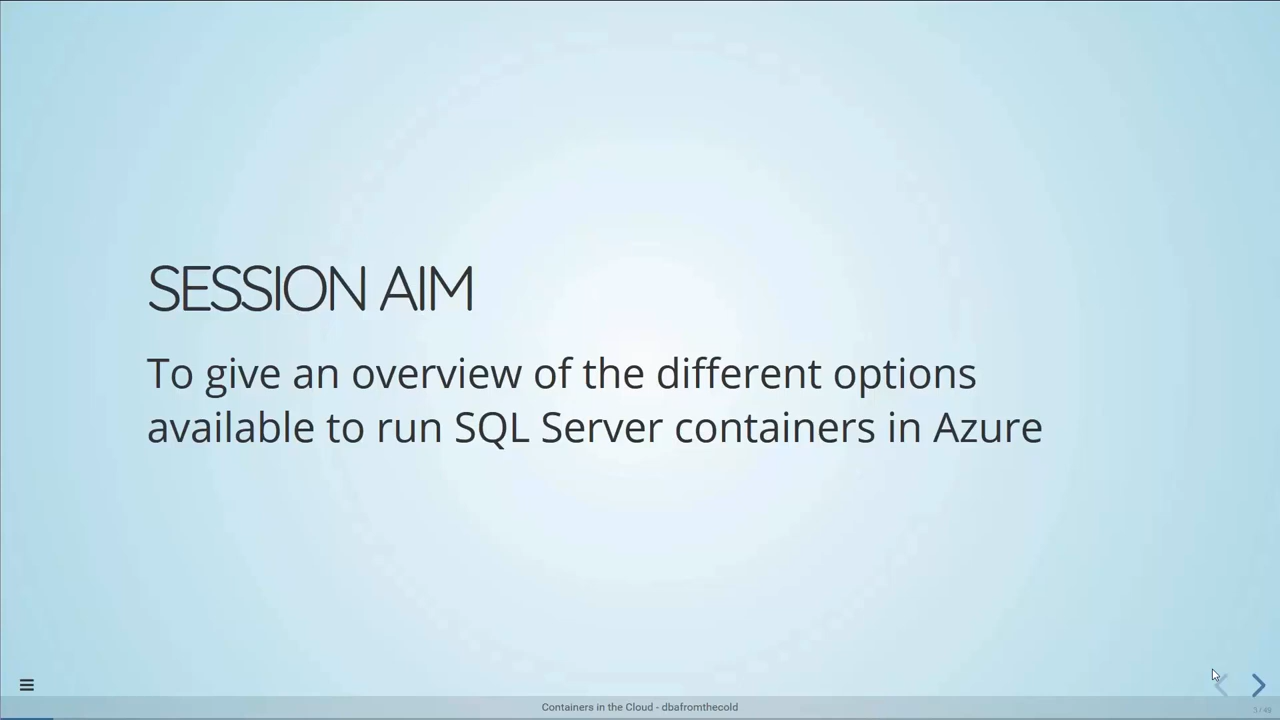 SESSION AIM
To give an overview of the different options
available to run SQL Server containers in Azure
Containers in the Cloud - dbafromthecold